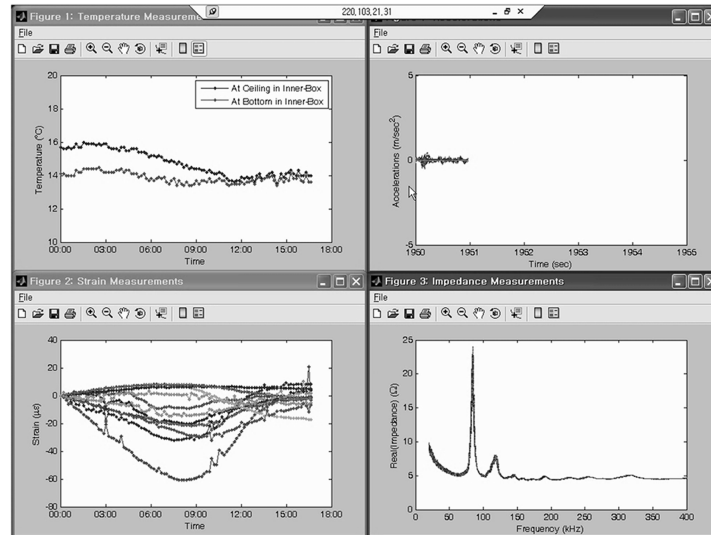 220,103,21,31
Figure 1: Temperature Measurem
File
At Ceiling in Inner-Box
At Bottom in Inner-Box
20
18
16
14
12
10
Temperature (°C)
00:00 03:00 06:00 09:00 12:00 15:00 18:00
Time
File
5
0
-5
Accelerations (m/sec²)
1950 1951 1952 1953 1954 1955
Time (sec)
Figure 2: Strain Measurements
File
40
20
0
-20
-40
-60
-80
Strain (με)
00:00 03:00 06:00 09:00 12:00 15:00 18:00
Time
Figure 3: Impedance Measurements
File
25
20
15
10
5
0
Real(Impedance) (Ω)
0 50 100 150 200 250 300 350 400
Frequency (kHz)